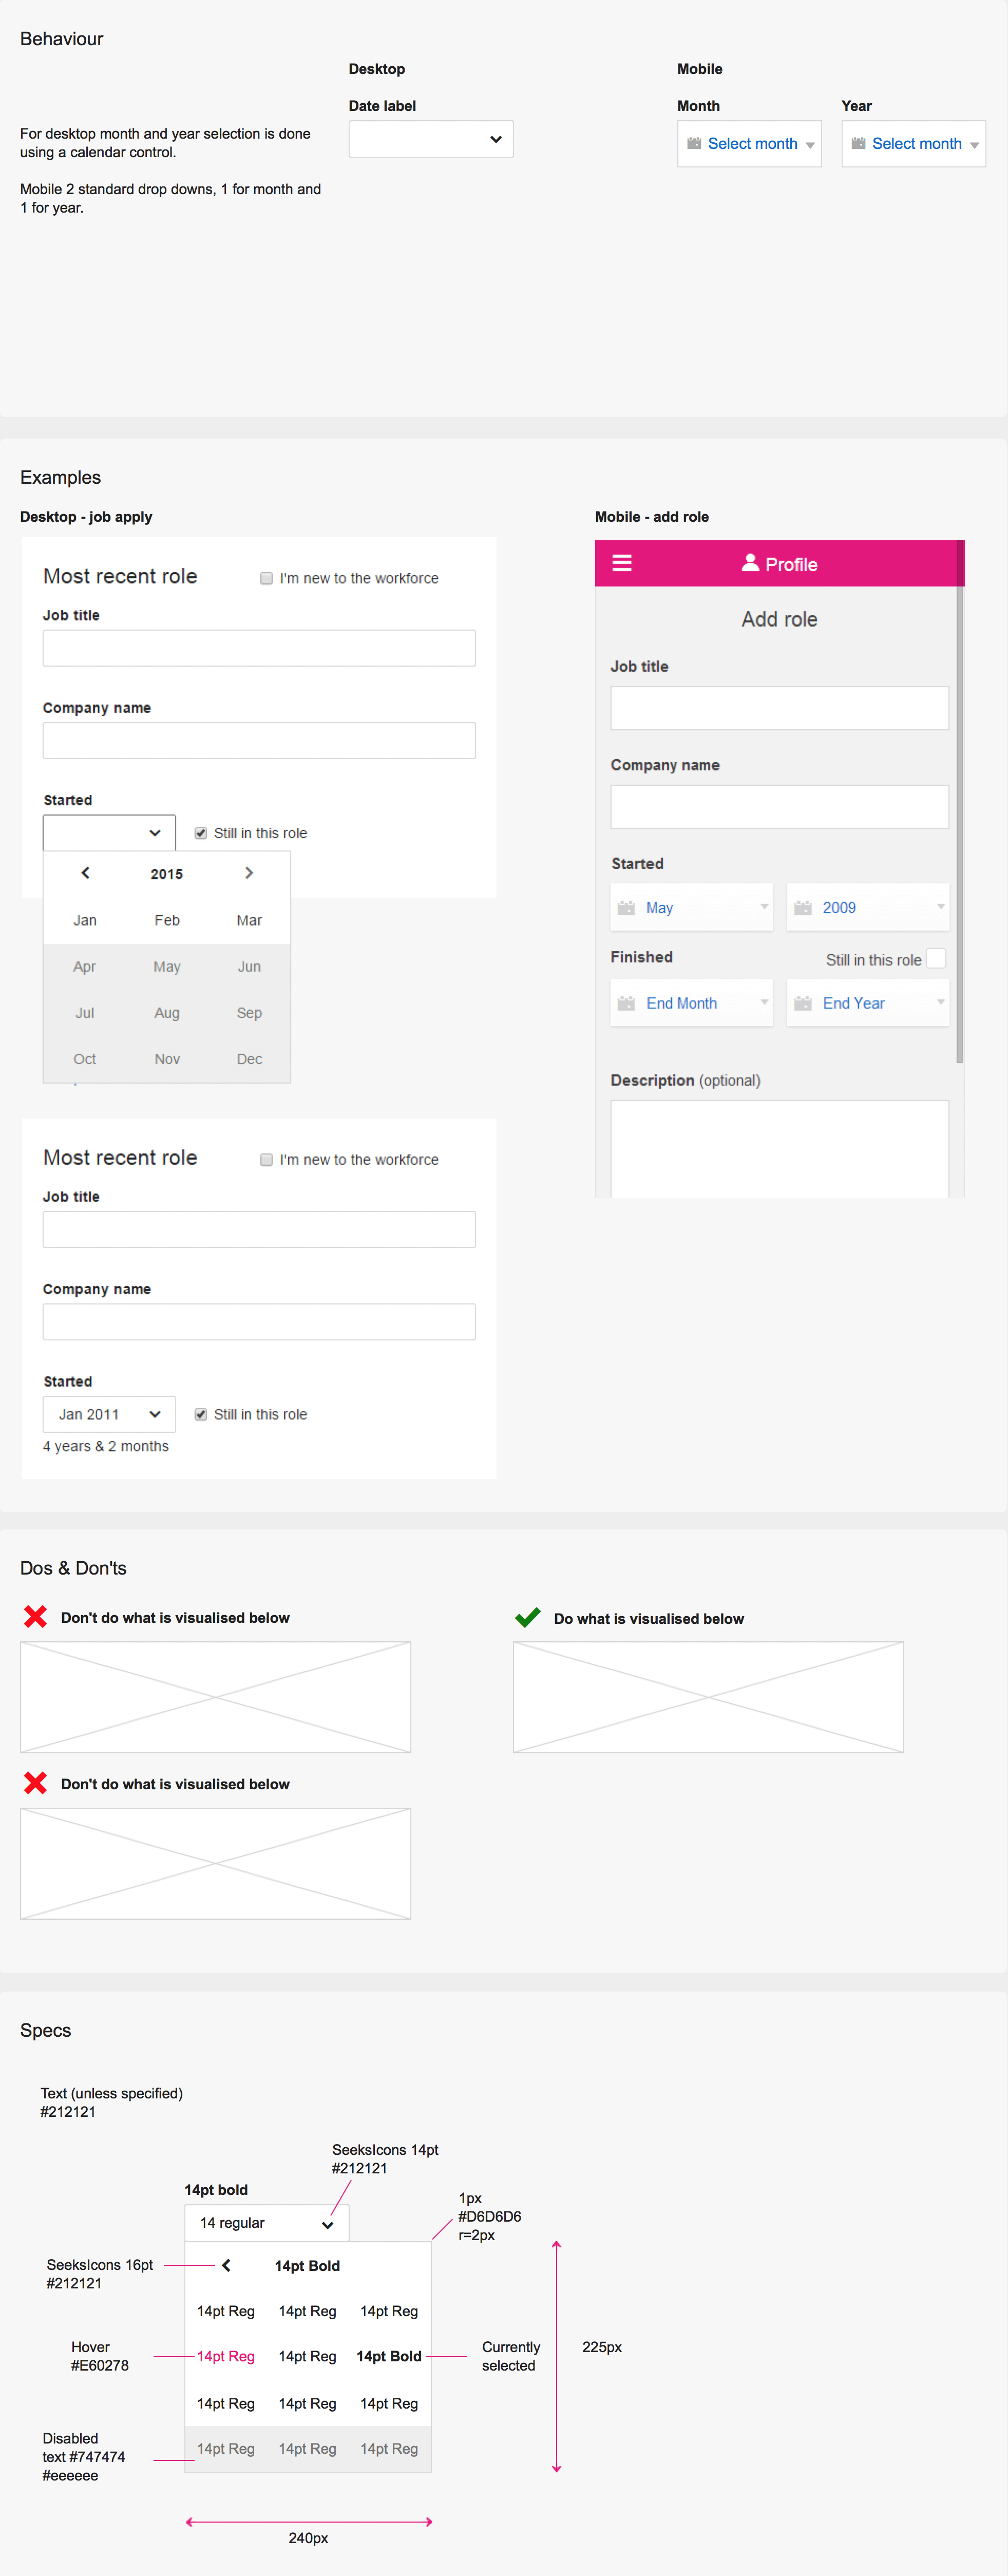 Behaviour
Desktop
Mobile
Date label
Month
Year
For desktop month and year selection is done
using a calendar control.
Select month
Select month
Mobile 2 standard drop downs, 1 for month and
1 for year.
Examples
Desktop - job apply
Most recent role
I'm new to the workforce
Job title
Company name
Started
Still in this role
2015
Jan Feb Mar
Apr May Jun
Jul Aug Sep
Oct Nov Dec
Most recent role
I'm new to the workforce
Job title
Company name
Started
Jan 2011
Still in this role
4 years & 2 months
Mobile - add role
Profile
Add role
Job title
Company name
Started
May
2009
Finished
Still in this role
End Month
End Year
Description (optional)
Dos & Don'ts
Don't do what is visualised below
Do what is visualised below
Don't do what is visualised below
Specs
Text (unless specified)
#212121
SeeksIcons 14pt
#212121
14pt bold
14 regular
1px
#D6D6D6
r=2px
SeeksIcons 16pt
#212121
14pt Bold
14pt Reg 14pt Reg 14pt Reg
Hover
#E60278
14pt Reg 14pt Reg 14pt Bold
Currently
selected
225px
14pt Reg 14pt Reg 14pt Reg
Disabled
text #747474
#eeeeee
14pt Reg 14pt Reg 14pt Reg
240px